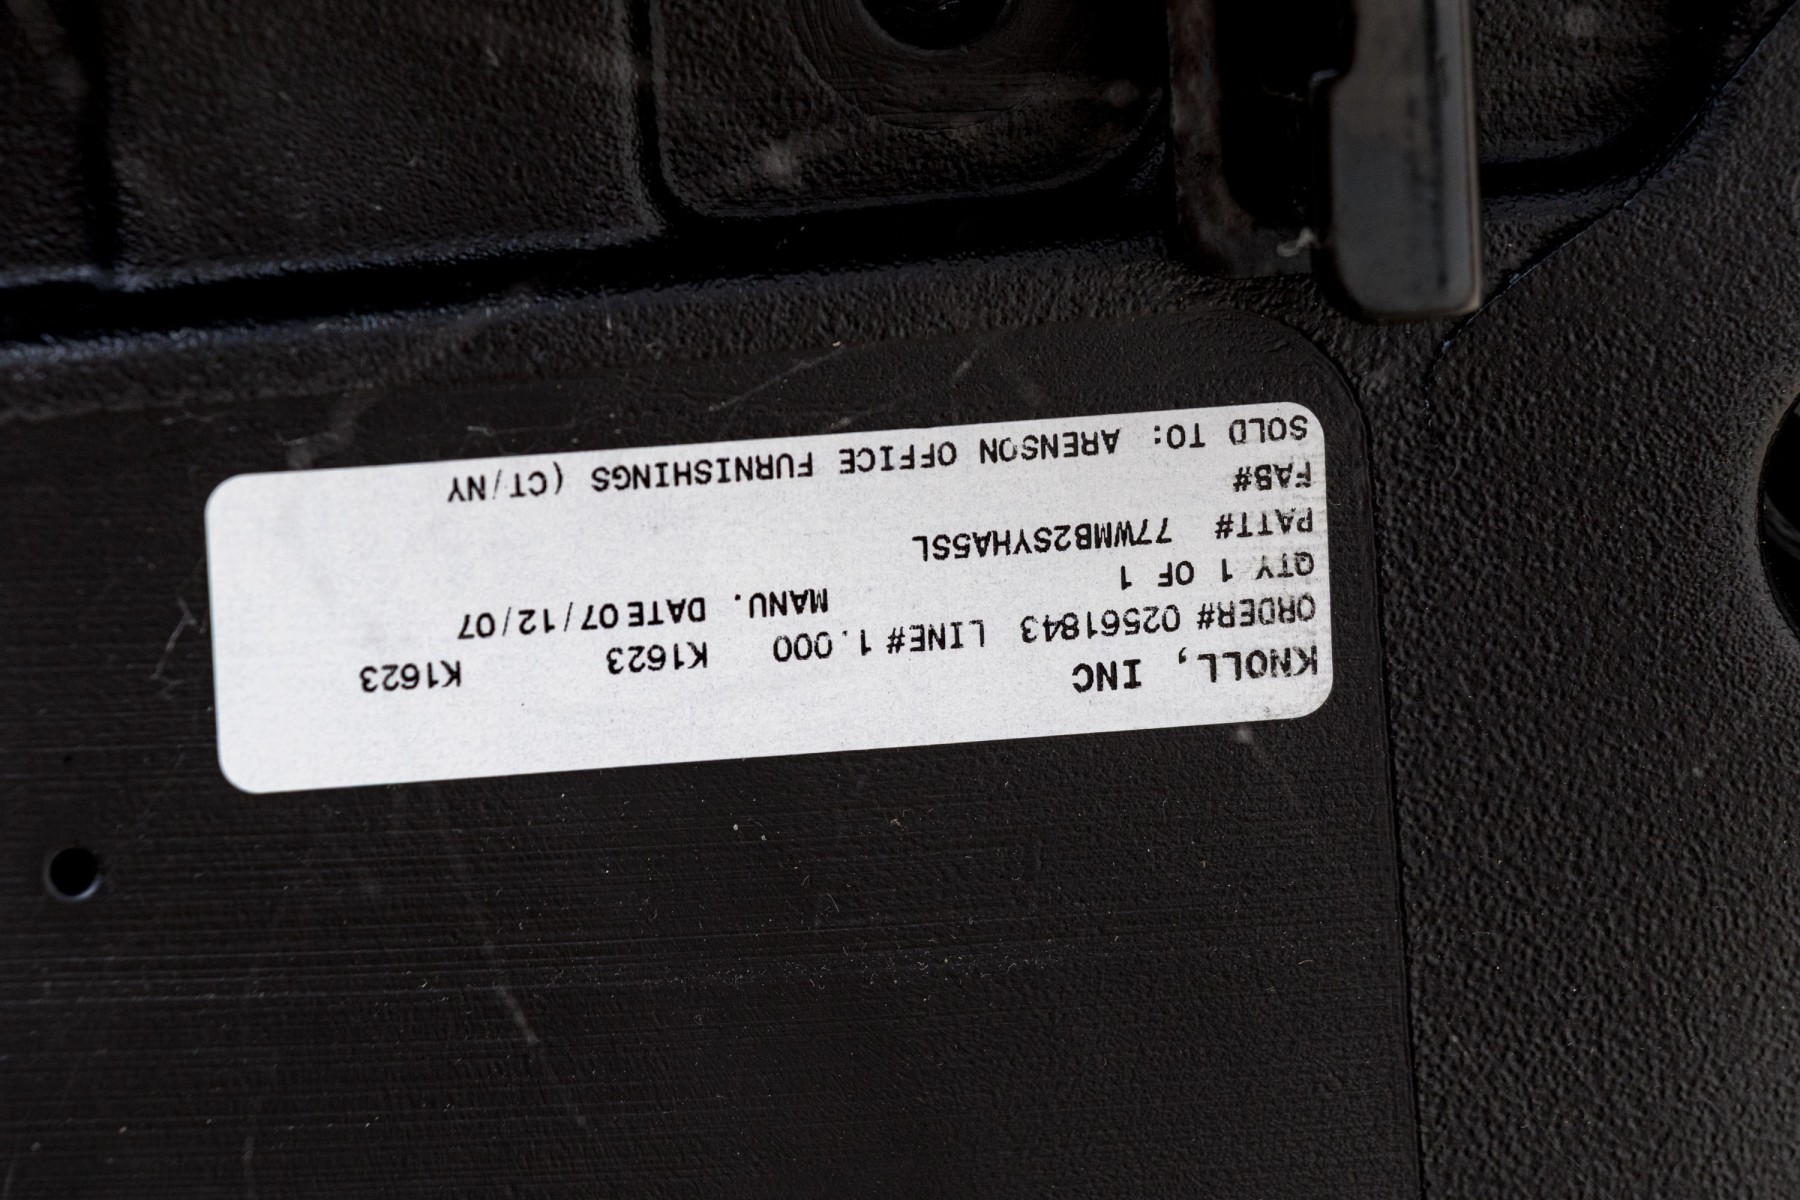 KNOLL, INC
ORDER# 02561843 LINE# 1.000 K1623 K1623
QTY 1 OF 1 MANU. DATE 07/12/07
PATT# 77WMB2SYHA5SL
FAB#
SOLD TO: ARENSON OFFICE FURNISHINGS (CT/NY